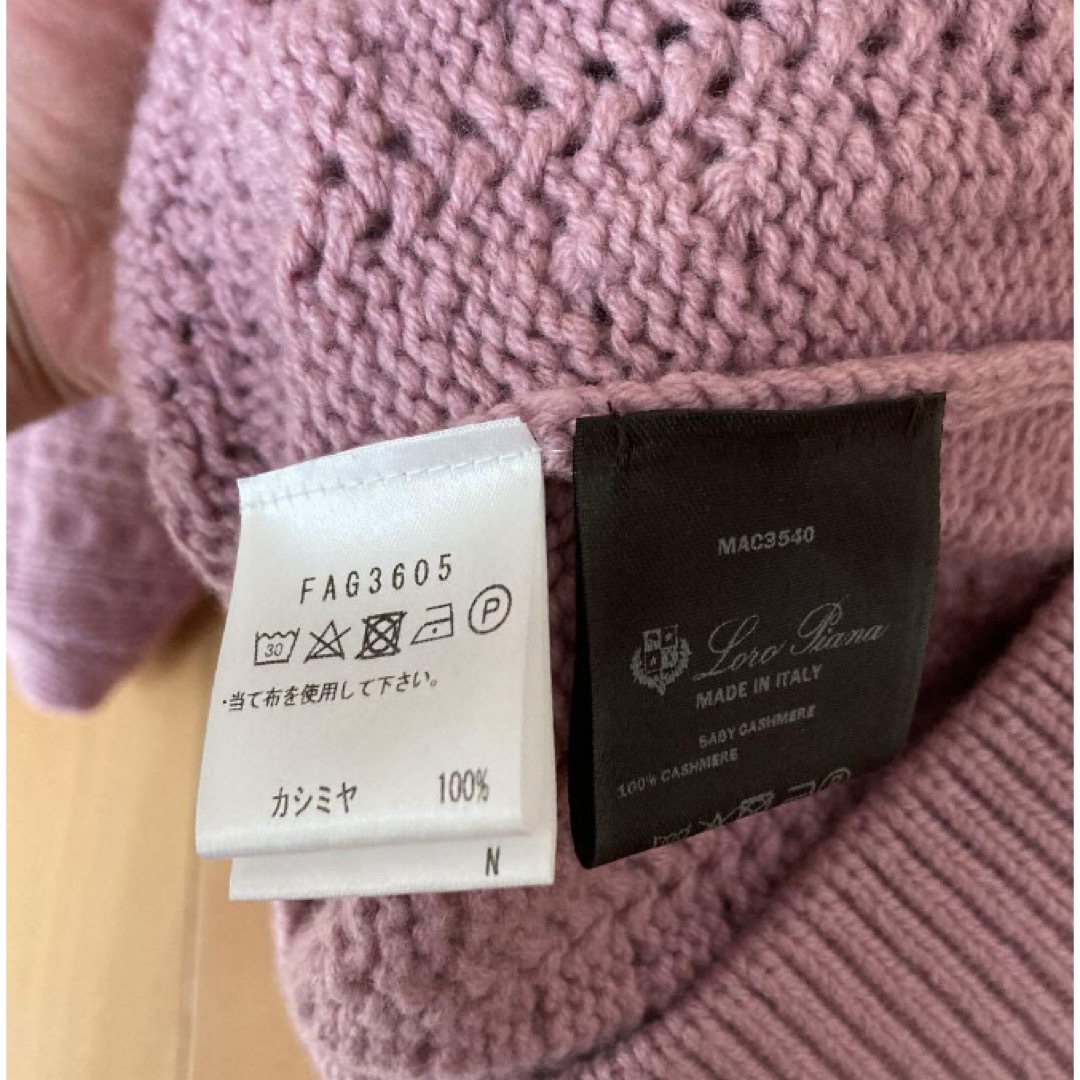 FAG3605
30 P
・当て布を使用して下さい。
カシミヤ 100%
N
MAC3540
Loro Piana
MADE IN ITALY
BABY CASHMERE
100% CASHMERE